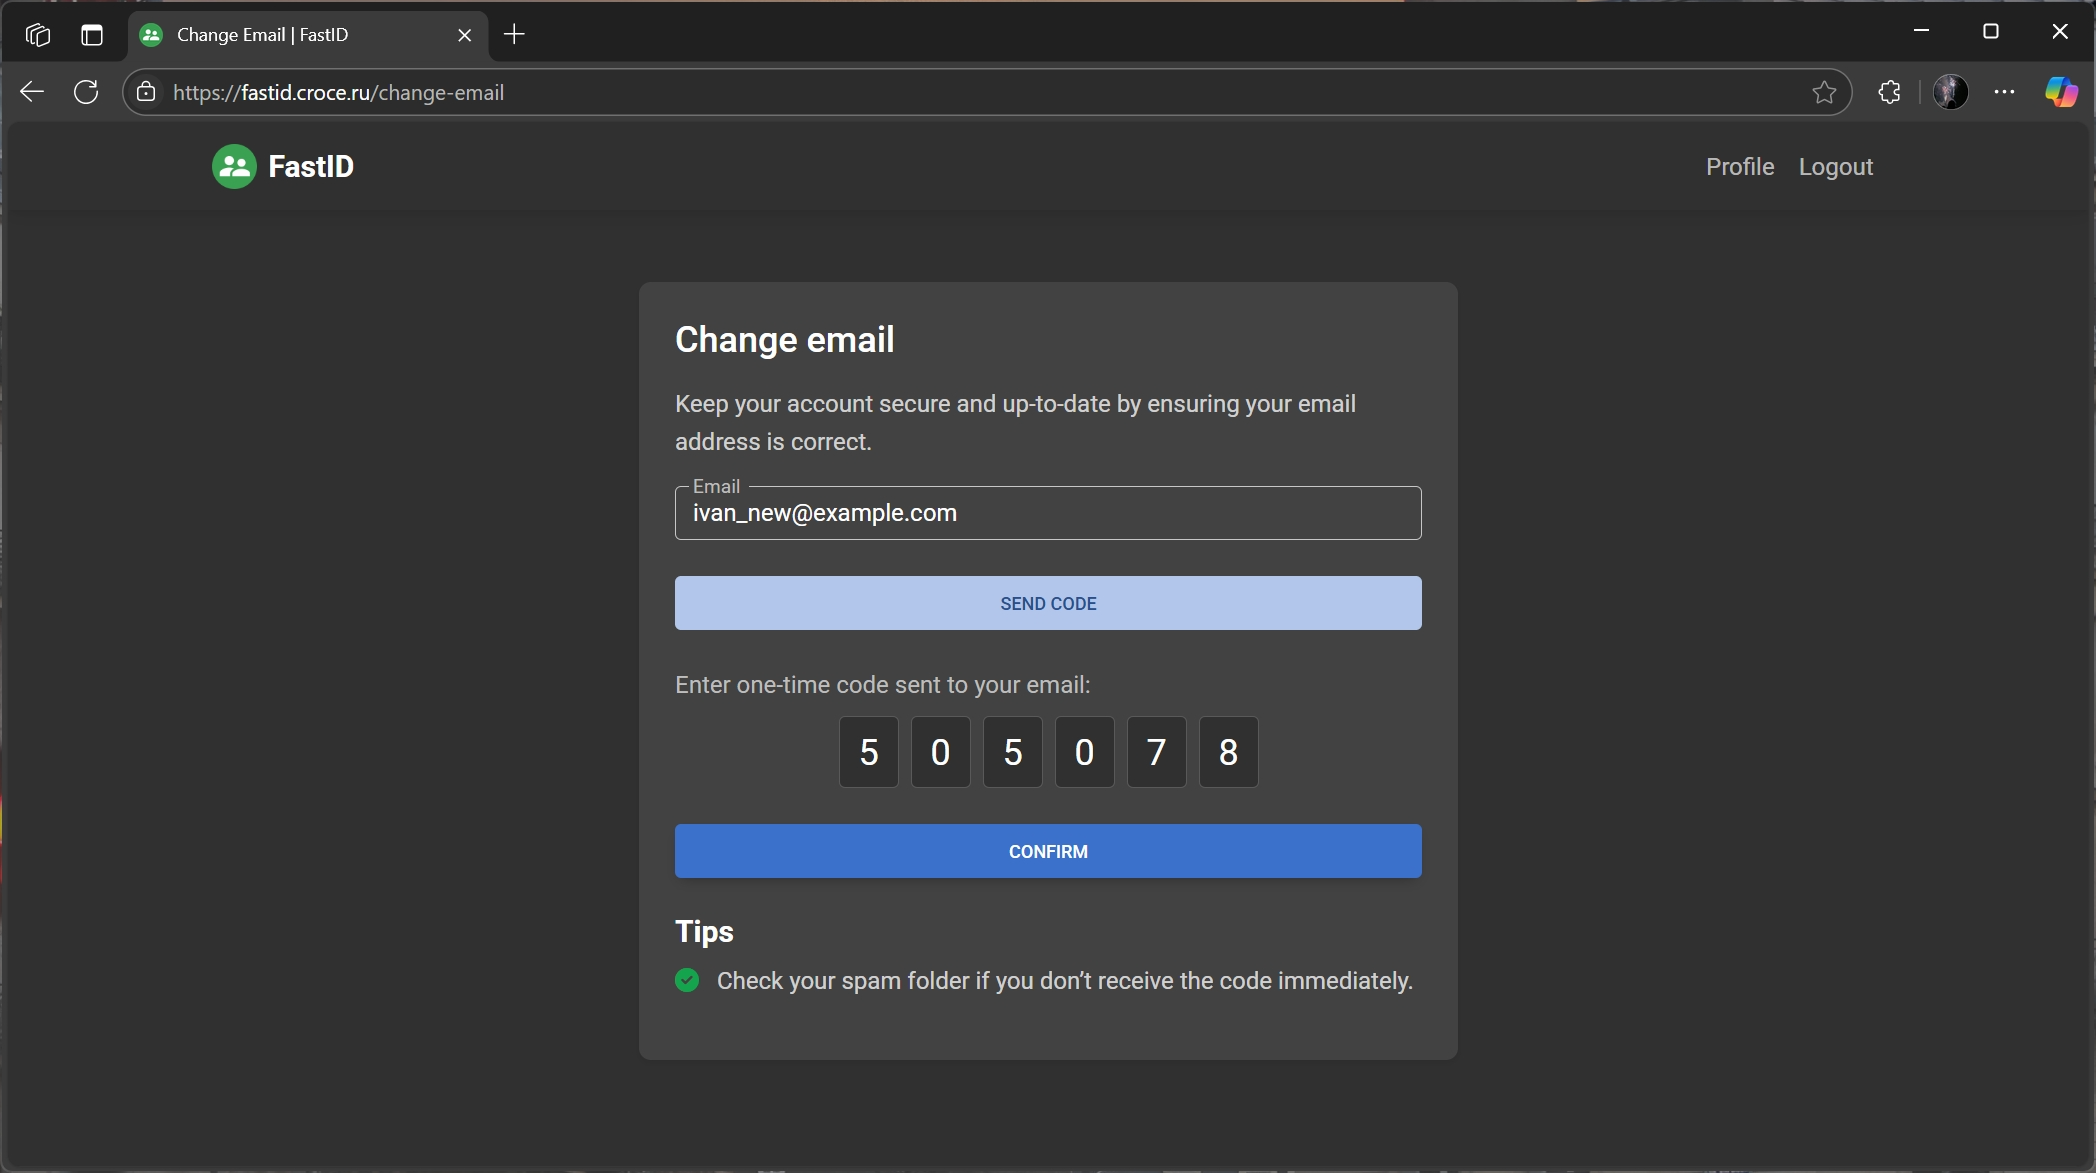 Change Email | FastID
https://fastid.croce.ru/change-email
FastID
Profile
Logout
Change email
Keep your account secure and up-to-date by ensuring your email
address is correct.
Email
ivan_new@example.com
SEND CODE
Enter one-time code sent to your email:
5 0 5 0 7 8
CONFIRM
Tips
Check your spam folder if you don’t receive the code immediately.